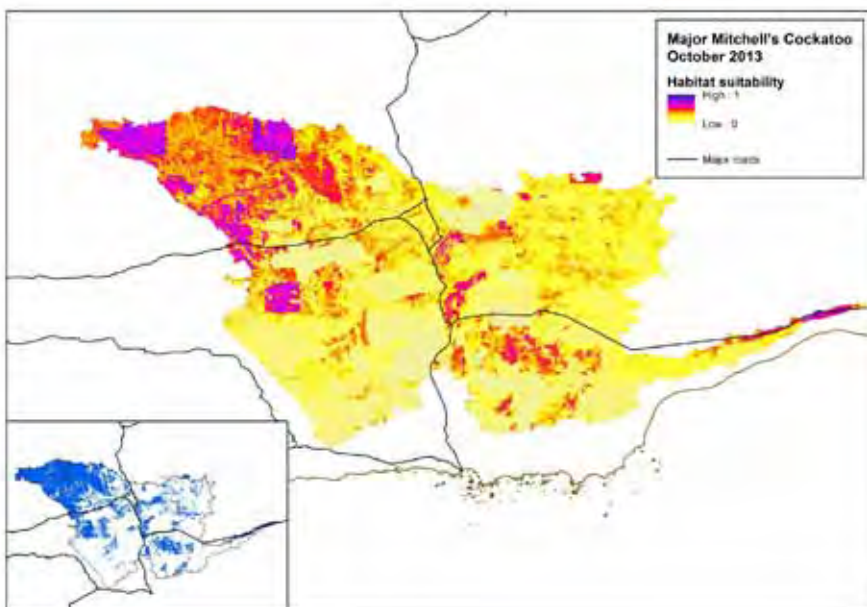 Major Mitchell's Cockatoo
October 2013
Habitat suitability
High : 1
Low : 0
Major roads